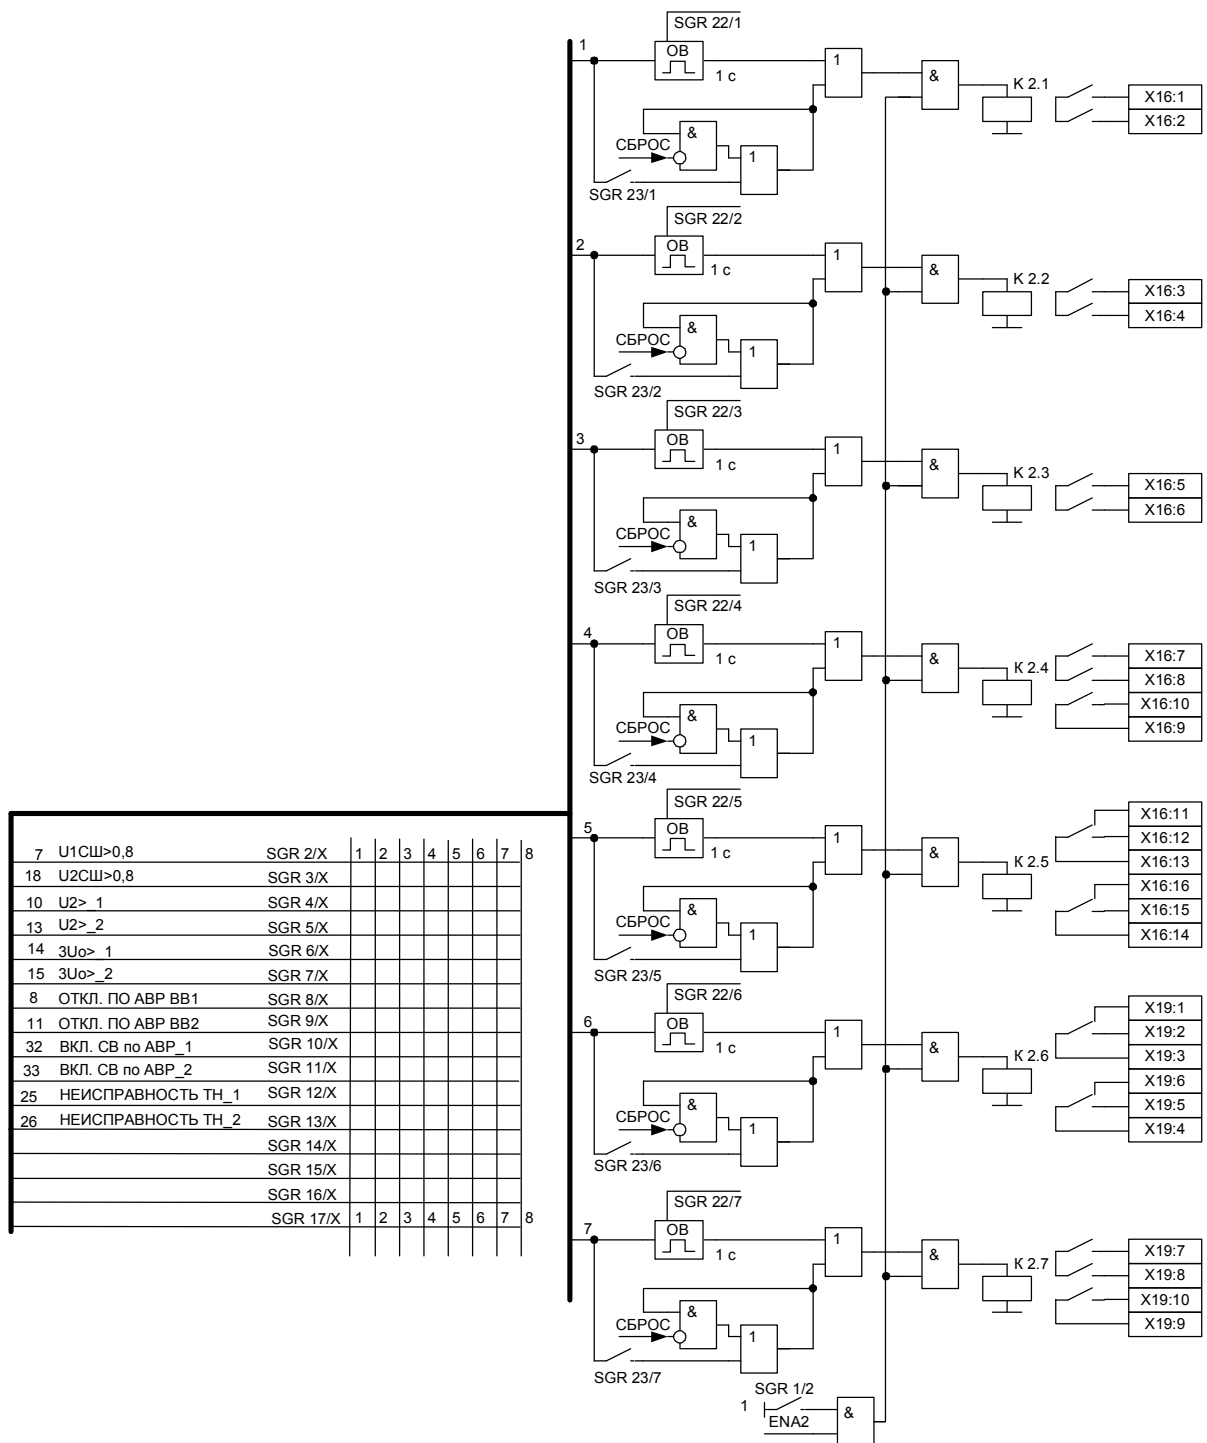 SGR 22/1
1
OB
1 с
1
&
K 2.1
X16:1
X16:2
СБРОС
&
1
SGR 23/1
SGR 22/2
2
OB
1 с
1
&
K 2.2
X16:3
X16:4
СБРОС
&
1
SGR 23/2
SGR 22/3
3
OB
1 с
1
&
K 2.3
X16:5
X16:6
СБРОС
&
1
SGR 23/3
SGR 22/4
4
OB
1 с
1
&
K 2.4
X16:7
X16:8
X16:10
X16:9
СБРОС
&
1
SGR 23/4
SGR 22/5
5
OB
1 с
1
&
K 2.5
X16:11
X16:12
X16:13
X16:16
X16:15
X16:14
СБРОС
&
1
SGR 23/5
SGR 22/6
6
OB
1 с
1
&
K 2.6
X19:1
X19:2
X19:3
X19:6
X19:5
X19:4
СБРОС
&
1
SGR 23/6
SGR 22/7
7
OB
1 с
1
&
K 2.7
X19:7
X19:8
X19:10
X19:9
СБРОС
&
1
SGR 23/7
SGR 1/2
1
ENA2
&
7 U1СШ>0,8 SGR 2/X 1 2 3 4 5 6 7 8
18 U2СШ>0,8 SGR 3/X
10 U2>_1 SGR 4/X
13 U2>_2 SGR 5/X
14 3Uo>_1 SGR 6/X
15 3Uo>_2 SGR 7/X
8 ОТКЛ. ПО АВР ВВ1 SGR 8/X
11 ОТКЛ. ПО АВР ВВ2 SGR 9/X
32 ВКЛ. СВ по АВР_1 SGR 10/X
33 ВКЛ. СВ по АВР_2 SGR 11/X
25 НЕИСПРАВНОСТЬ ТН_1 SGR 12/X
26 НЕИСПРАВНОСТЬ ТН_2 SGR 13/X
SGR 14/X
SGR 15/X
SGR 16/X
SGR 17/X 1 2 3 4 5 6 7 8